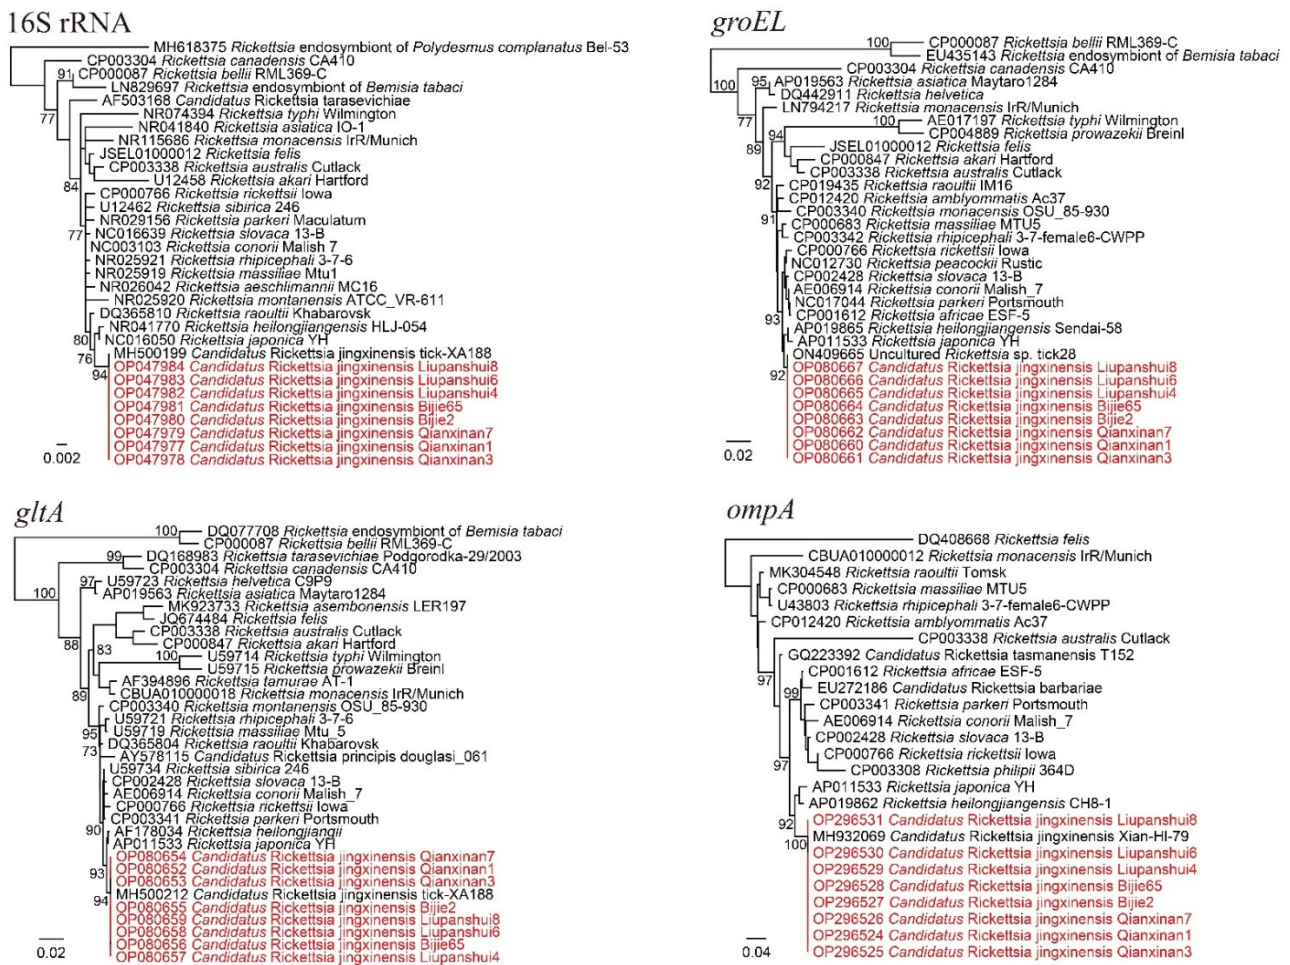 16S rRNA
MH618375 Rickettsia endosymbiont of Polydesmus complanatus Bel-53
CP003304 Rickettsia canadensis CA410
91
CP000087 Rickettsia bellii RML369-C
LN829697 Rickettsia endosymbiont of Bemisia tabaci
AF503168 Candidatus Rickettsia tarasevichiae
77
NR074394 Rickettsia typhi Wilmington
NR041840 Rickettsia asiatica IO-1
NR115686 Rickettsia monacensis IrR/Munich
JSEL01000012 Rickettsia felis
CP003338 Rickettsia australis Cutlack
U12458 Rickettsia akari Hartford
84
CP000766 Rickettsia rickettsii Iowa
U12462 Rickettsia sibirica 246
NR029156 Rickettsia parkeri Maculatum
77
NC016639 Rickettsia slovaca 13-B
NC003103 Rickettsia conorii Malish 7
NR025921 Rickettsia rhipicephali 3-7-6
NR025919 Rickettsia massiliae Mtu1
NR026042 Rickettsia aeschlimannii MC16
NR025920 Rickettsia montanensis ATCC_VR-611
DQ365810 Rickettsia raoultii Khabarovsk
NR041770 Rickettsia heilongjiangensis HLJ-054
80
NC016050 Rickettsia japonica YH
76
MH500199 Candidatus Rickettsia jingxinensis tick-XA188
94
OP047984 Candidatus Rickettsia jingxinensis Liupanshui8
OP047983 Candidatus Rickettsia jingxinensis Liupanshui6
OP047982 Candidatus Rickettsia jingxinensis Liupanshui4
OP047981 Candidatus Rickettsia jingxinensis Bijie65
OP047980 Candidatus Rickettsia jingxinensis Bijie2
OP047979 Candidatus Rickettsia jingxinensis Qianxinan7
OP047977 Candidatus Rickettsia jingxinensis Qianxinan1
OP047978 Candidatus Rickettsia jingxinensis Qianxinan3
0.002
groEL
100
CP000087 Rickettsia bellii RML369-C
EU435143 Rickettsia endosymbiont of Bemisia tabaci
CP003304 Rickettsia canadensis CA410
100
95
AP019563 Rickettsia asiatica Maytaro1284
DQ442911 Rickettsia helvetica
LN794217 Rickettsia monacensis IrR/Munich
77
100
AE017197 Rickettsia typhi Wilmington
CP004889 Rickettsia prowazekii Breinl
94
89
JSEL01000012 Rickettsia felis
CP000847 Rickettsia akari Hartford
CP003338 Rickettsia australis Cutlack
92
CP019435 Rickettsia raoultii IM16
CP012420 Rickettsia amblyommatis Ac37
CP003340 Rickettsia monacensis OSU_85-930
91
CP000683 Rickettsia massiliae MTU5
CP003342 Rickettsia rhipicephali 3-7-female6-CWPP
CP000766 Rickettsia rickettsii Iowa
NC012730 Rickettsia peacockii Rustic
CP002428 Rickettsia slovaca 13-B
AE006914 Rickettsia conorii Malish_7
NC017044 Rickettsia parkeri Portsmouth
CP001612 Rickettsia africae ESF-5
93
AP019865 Rickettsia heilongjiangensis Sendai-58
AP011533 Rickettsia japonica YH
ON409665 Uncultured Rickettsia sp. tick28
92
OP080667 Candidatus Rickettsia jingxinensis Liupanshui8
OP080666 Candidatus Rickettsia jingxinensis Liupanshui6
OP080665 Candidatus Rickettsia jingxinensis Liupanshui4
OP080664 Candidatus Rickettsia jingxinensis Bijie65
OP080663 Candidatus Rickettsia jingxinensis Bijie2
OP080662 Candidatus Rickettsia jingxinensis Qianxinan7
OP080660 Candidatus Rickettsia jingxinensis Qianxinan1
OP080661 Candidatus Rickettsia jingxinensis Qianxinan3
0.02
gltA
100
DQ077708 Rickettsia endosymbiont of Bemisia tabaci
CP000087 Rickettsia bellii RML369-C
99
DQ168983 Rickettsia tarasevichiae Podgorodka-29/2003
CP003304 Rickettsia canadensis CA410
97
U59723 Rickettsia helvetica C9P9
100
AP019563 Rickettsia asiatica Maytaro1284
MK923733 Rickettsia asembonensis LER197
JQ674484 Rickettsia felis
CP003338 Rickettsia australis Cutlack
88
83
CP000847 Rickettsia akari Hartford
100
U59714 Rickettsia typhi Wilmington
U59715 Rickettsia prowazekii Breinl
AF394896 Rickettsia tamurae AT-1
89
CBUA010000018 Rickettsia monacensis IrR/Munich
CP003340 Rickettsia montanensis OSU_85-930
U59721 Rickettsia rhipicephali 3-7-6
95
U59719 Rickettsia massiliae Mtu_5
73
DQ365804 Rickettsia raoultii Khabarovsk
AY578115 Candidatus Rickettsia principis douglasi_061
U59734 Rickettsia sibirica 246
CP002428 Rickettsia slovaca 13-B
AE006914 Rickettsia conorii Malish_7
CP000766 Rickettsia rickettsii Iowa
CP003341 Rickettsia parkeri Portsmouth
90
AF178034 Rickettsia heilongjiangii
AP011533 Rickettsia japonica YH
OP080654 Candidatus Rickettsia jingxinensis Qianxinan7
93
OP080652 Candidatus Rickettsia jingxinensis Qianxinan1
OP080653 Candidatus Rickettsia jingxinensis Qianxinan3
94
MH500212 Candidatus Rickettsia jingxinensis tick-XA188
OP080655 Candidatus Rickettsia jingxinensis Bijie2
OP080659 Candidatus Rickettsia jingxinensis Liupanshui8
OP080658 Candidatus Rickettsia jingxinensis Liupanshui6
OP080656 Candidatus Rickettsia jingxinensis Bijie65
OP080657 Candidatus Rickettsia jingxinensis Liupanshui4
0.02
ompA
DQ408668 Rickettsia felis
CBUA010000012 Rickettsia monacensis IrR/Munich
MK304548 Rickettsia raoultii Tomsk
CP000683 Rickettsia massiliae MTU5
U43803 Rickettsia rhipicephali 3-7-female6-CWPP
CP012420 Rickettsia amblyommatis Ac37
CP003338 Rickettsia australis Cutlack
GQ223392 Candidatus Rickettsia tasmanensis T152
97
CP001612 Rickettsia africae ESF-5
99
EU272186 Candidatus Rickettsia barbariae
CP003341 Rickettsia parkeri Portsmouth
AE006914 Rickettsia conorii Malish_7
CP002428 Rickettsia slovaca 13-B
CP000766 Rickettsia rickettsii Iowa
97
CP003308 Rickettsia philipii 364D
AP011533 Rickettsia japonica YH
AP019862 Rickettsia heilongjiangensis CH8-1
92
OP296531 Candidatus Rickettsia jingxinensis Liupanshui8
MH932069 Candidatus Rickettsia jingxinensis Xian-HI-79
100
OP296530 Candidatus Rickettsia jingxinensis Liupanshui6
OP296529 Candidatus Rickettsia jingxinensis Liupanshui4
OP296528 Candidatus Rickettsia jingxinensis Bijie65
OP296527 Candidatus Rickettsia jingxinensis Bijie2
OP296526 Candidatus Rickettsia jingxinensis Qianxinan7
OP296524 Candidatus Rickettsia jingxinensis Qianxinan1
OP296525 Candidatus Rickettsia jingxinensis Qianxinan3
0.04